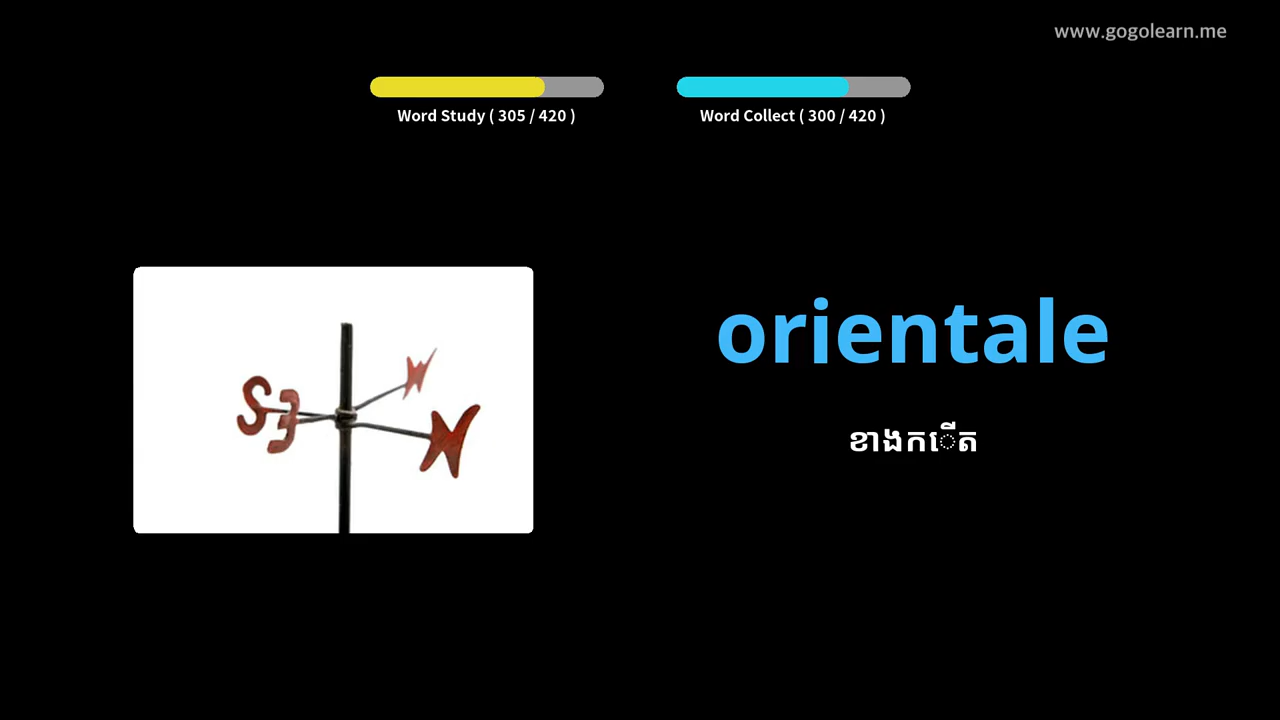 www.gogolearn.me
Word Study ( 305 / 420 )
Word Collect ( 300 / 420 )
S E W N
orientale
ខាងកើត